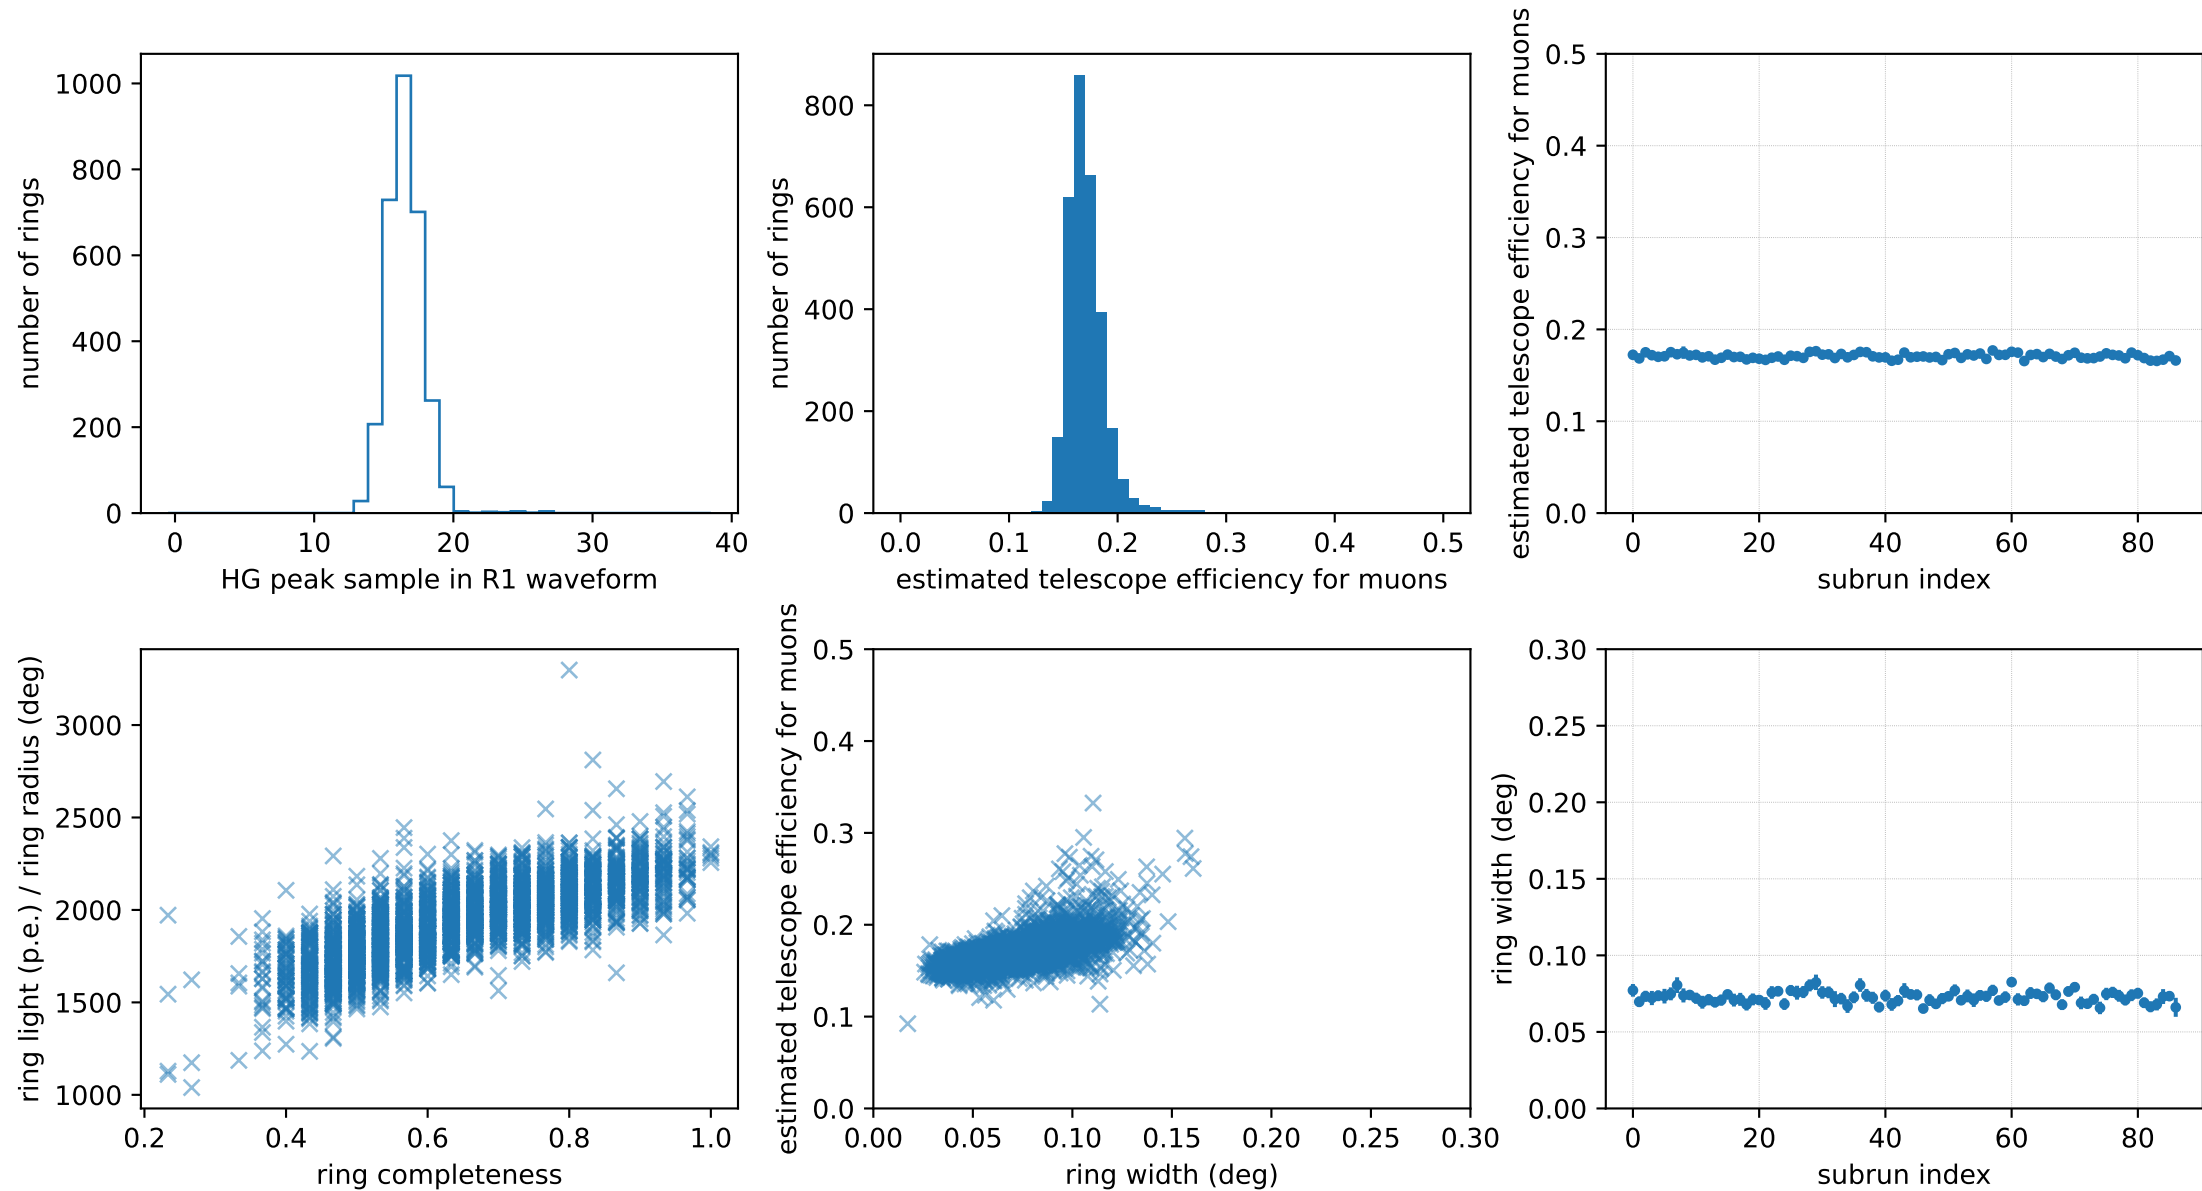 number of rings
1000
800
600
400
200
0
0 10 20 30 40
HG peak sample in R1 waveform
number of rings
800
600
400
200
0
0.0 0.1 0.2 0.3 0.4 0.5
estimated telescope efficiency for muons
estimated telescope efficiency for muons
0.5
0.4
0.3
0.2
0.1
0.0
0 20 40 60 80
subrun index
ring light (p.e.) / ring radius (deg)
3000
2500
2000
1500
1000
0.2 0.4 0.6 0.8 1.0
ring completeness
estimated telescope efficiency for muons
0.5
0.4
0.3
0.2
0.1
0.0
0.00 0.05 0.10 0.15 0.20 0.25 0.30
ring width (deg)
ring width (deg)
0.30
0.25
0.20
0.15
0.10
0.05
0.00
0 20 40 60 80
subrun index